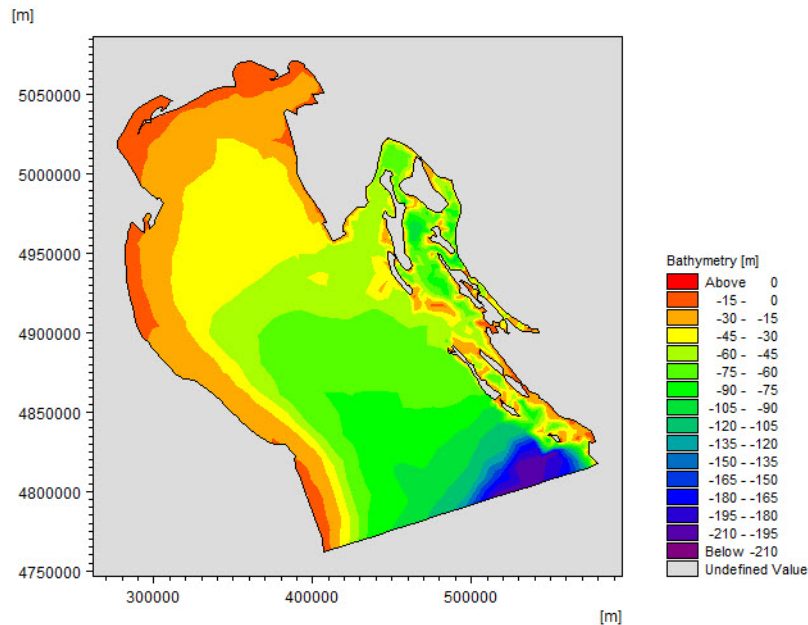 [m]
5050000
5000000
4950000
4900000
4850000
4800000
4750000
300000 400000 500000
[m]
Bathymetry [m]
Above 0
-15 - 0
-30 - -15
-45 - -30
-60 - -45
-75 - -60
-90 - -75
-105 - -90
-120 - -105
-135 - -120
-150 - -135
-165 - -150
-180 - -165
-195 - -180
-210 - -195
Below -210
Undefined Value